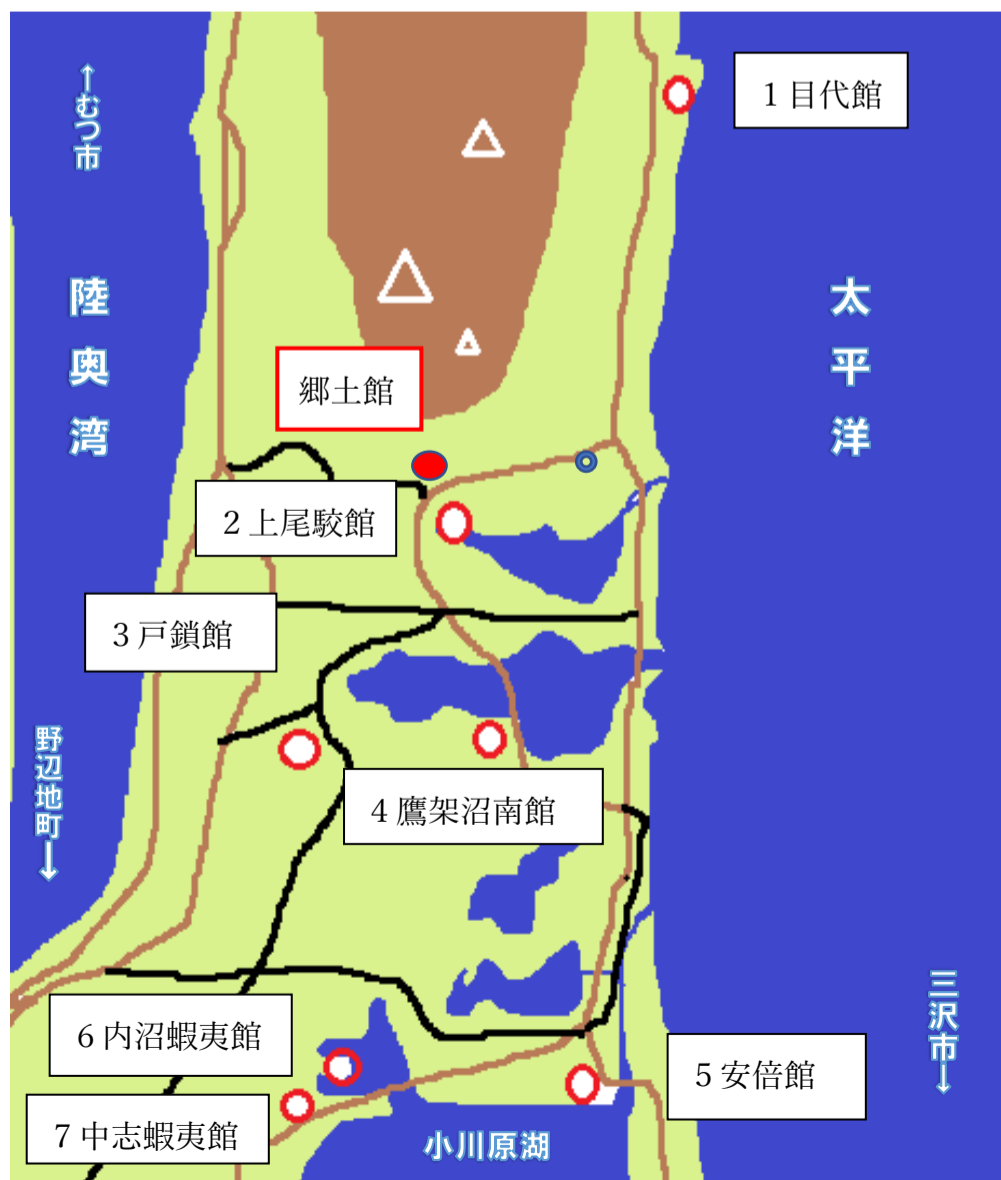 ↑むつ市
1目代館
陸奥湾
太平洋
郷土館
2上尾駮館
3戸鎖館
野辺地町↓
4鷹架沼南館
三沢市↓
6内沼蝦夷館
5安倍館
7中志蝦夷館
小川原湖